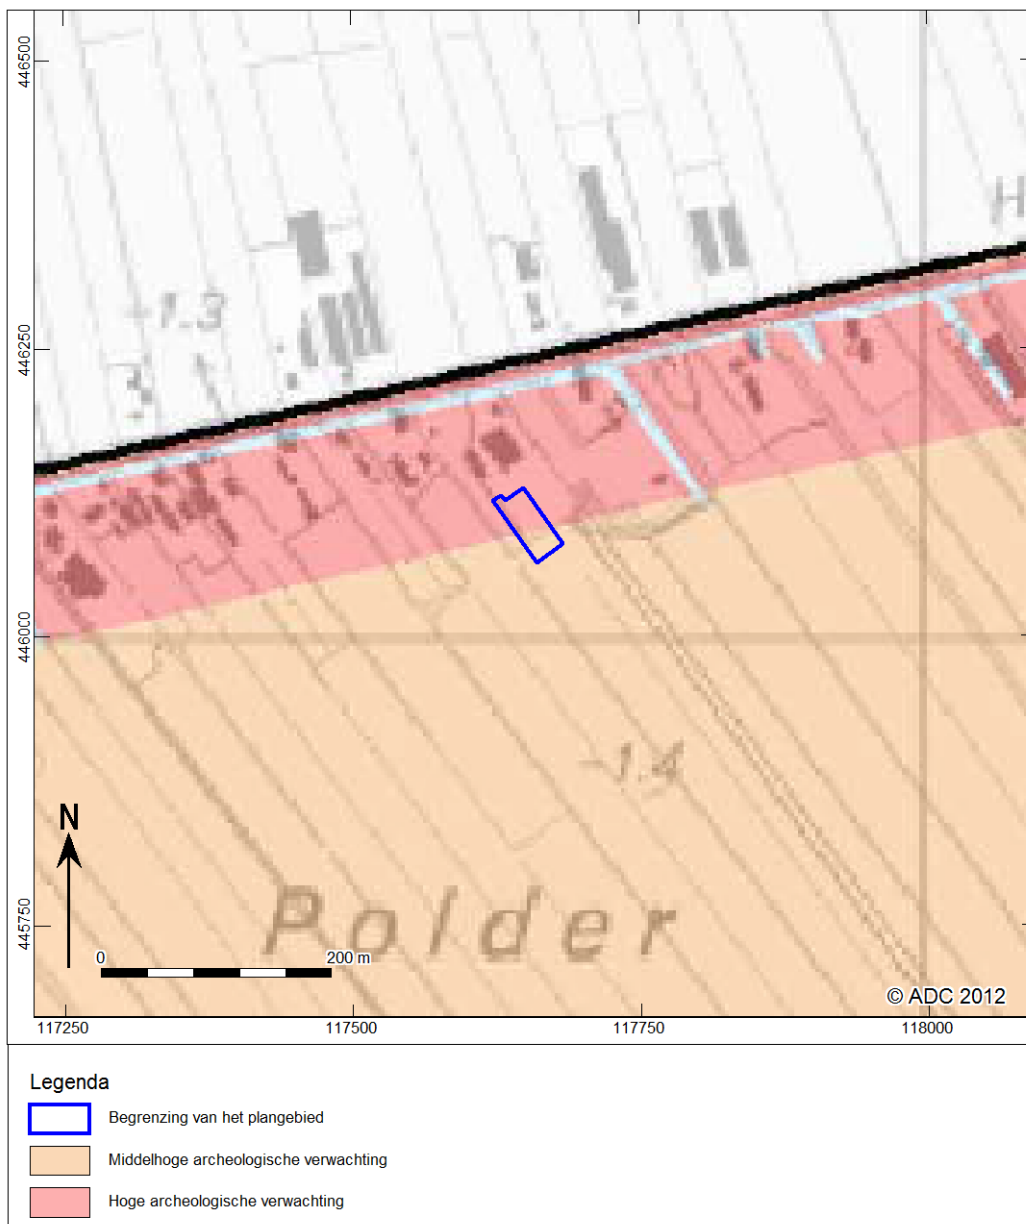 446500
H
-1.3
446250
446000
-1.4
N
445750
Polder
0 200 m
© ADC 2012
117250 117500 117750 118000
Legenda
Begrenzing van het plangebied
Middelhoge archeologische verwachting
Hoge archeologische verwachting